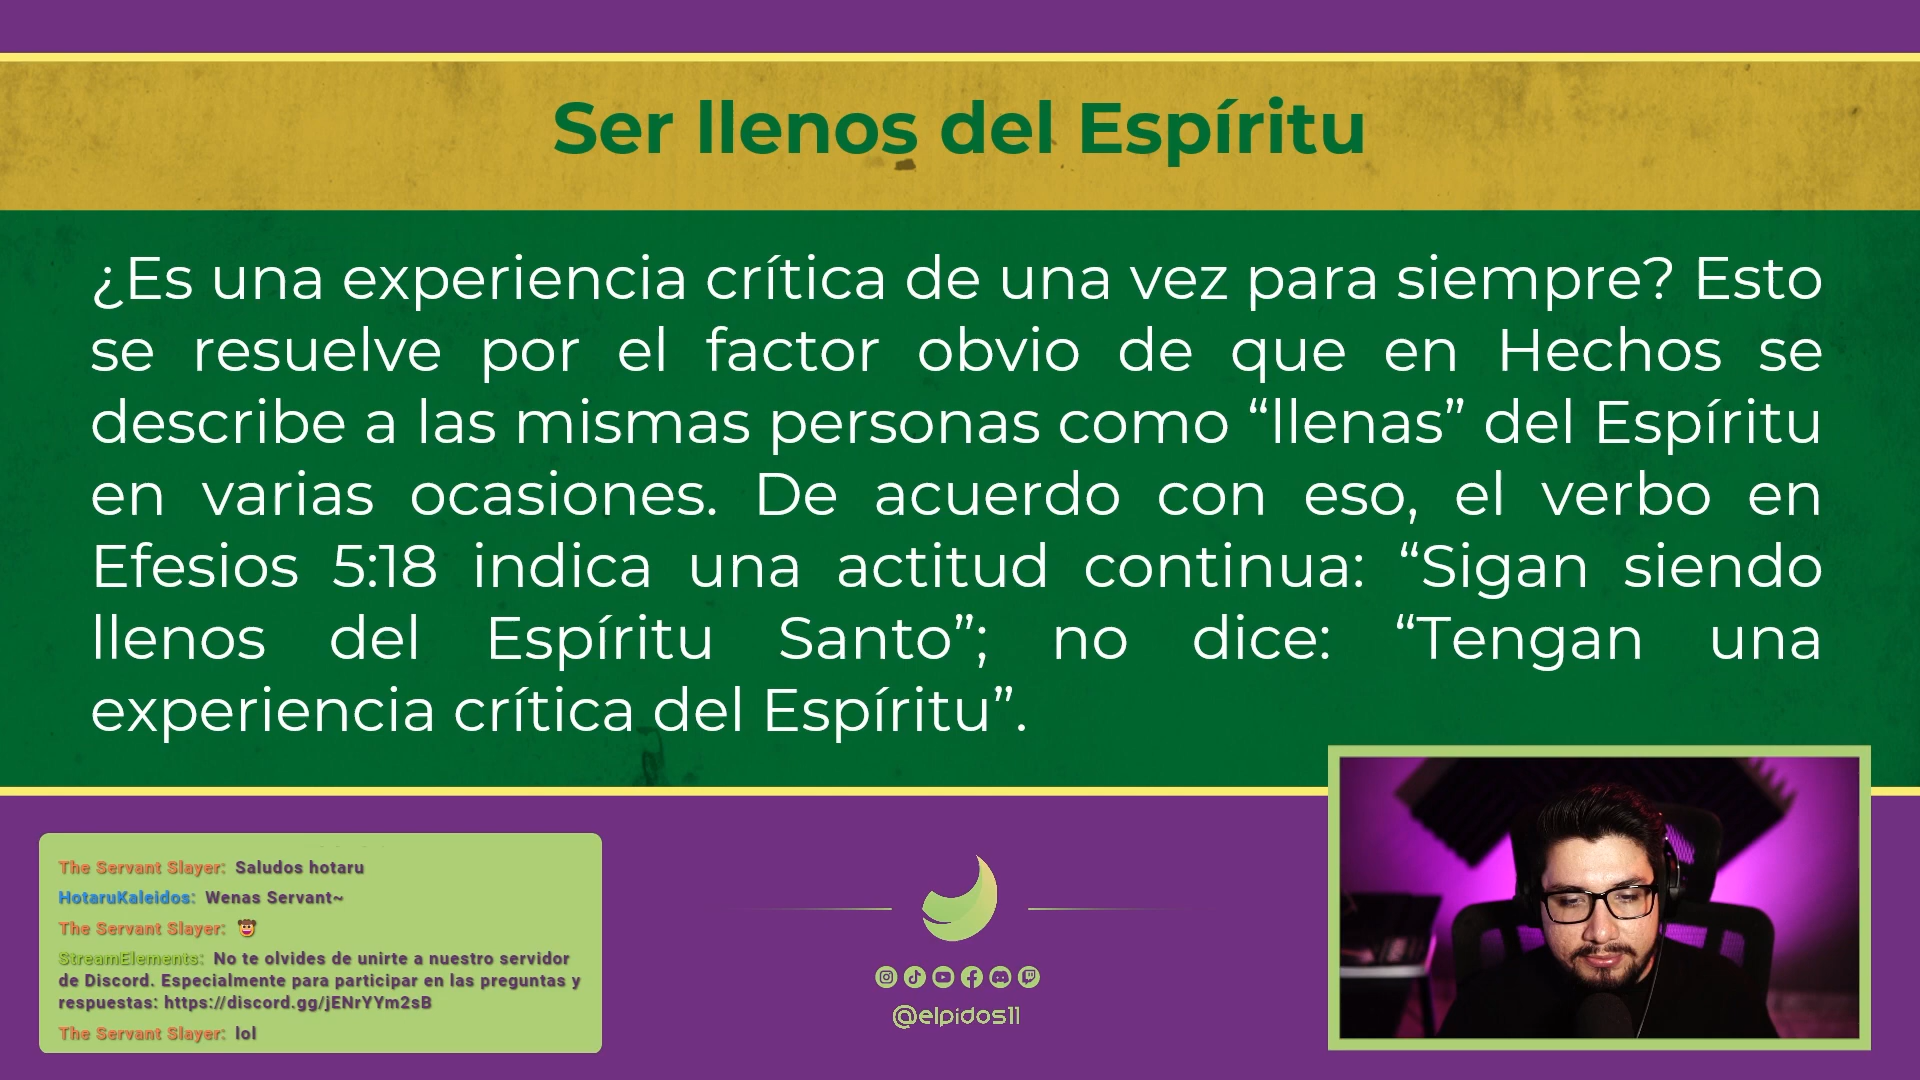 Ser llenos del Espíritu
¿Es una experiencia crítica de una vez para siempre? Esto
se resuelve por el factor obvio de que en Hechos se
describe a las mismas personas como “llenas” del Espíritu
en varias ocasiones. De acuerdo con eso, el verbo en
Efesios 5:18 indica una actitud continua: “Sigan siendo
llenos del Espíritu Santo”; no dice: “Tengan una
experiencia crítica del Espíritu”.
The Servant Slayer: Saludos hotaru
HotaruKaleidos: Wenas Servant~
The Servant Slayer: 🤠
StreamElements: No te olvides de unirte a nuestro servidor
de Discord. Especialmente para participar en las preguntas y
respuestas: https://discord.gg/jENrYYm2sB
The Servant Slayer: lol
@elpidos11